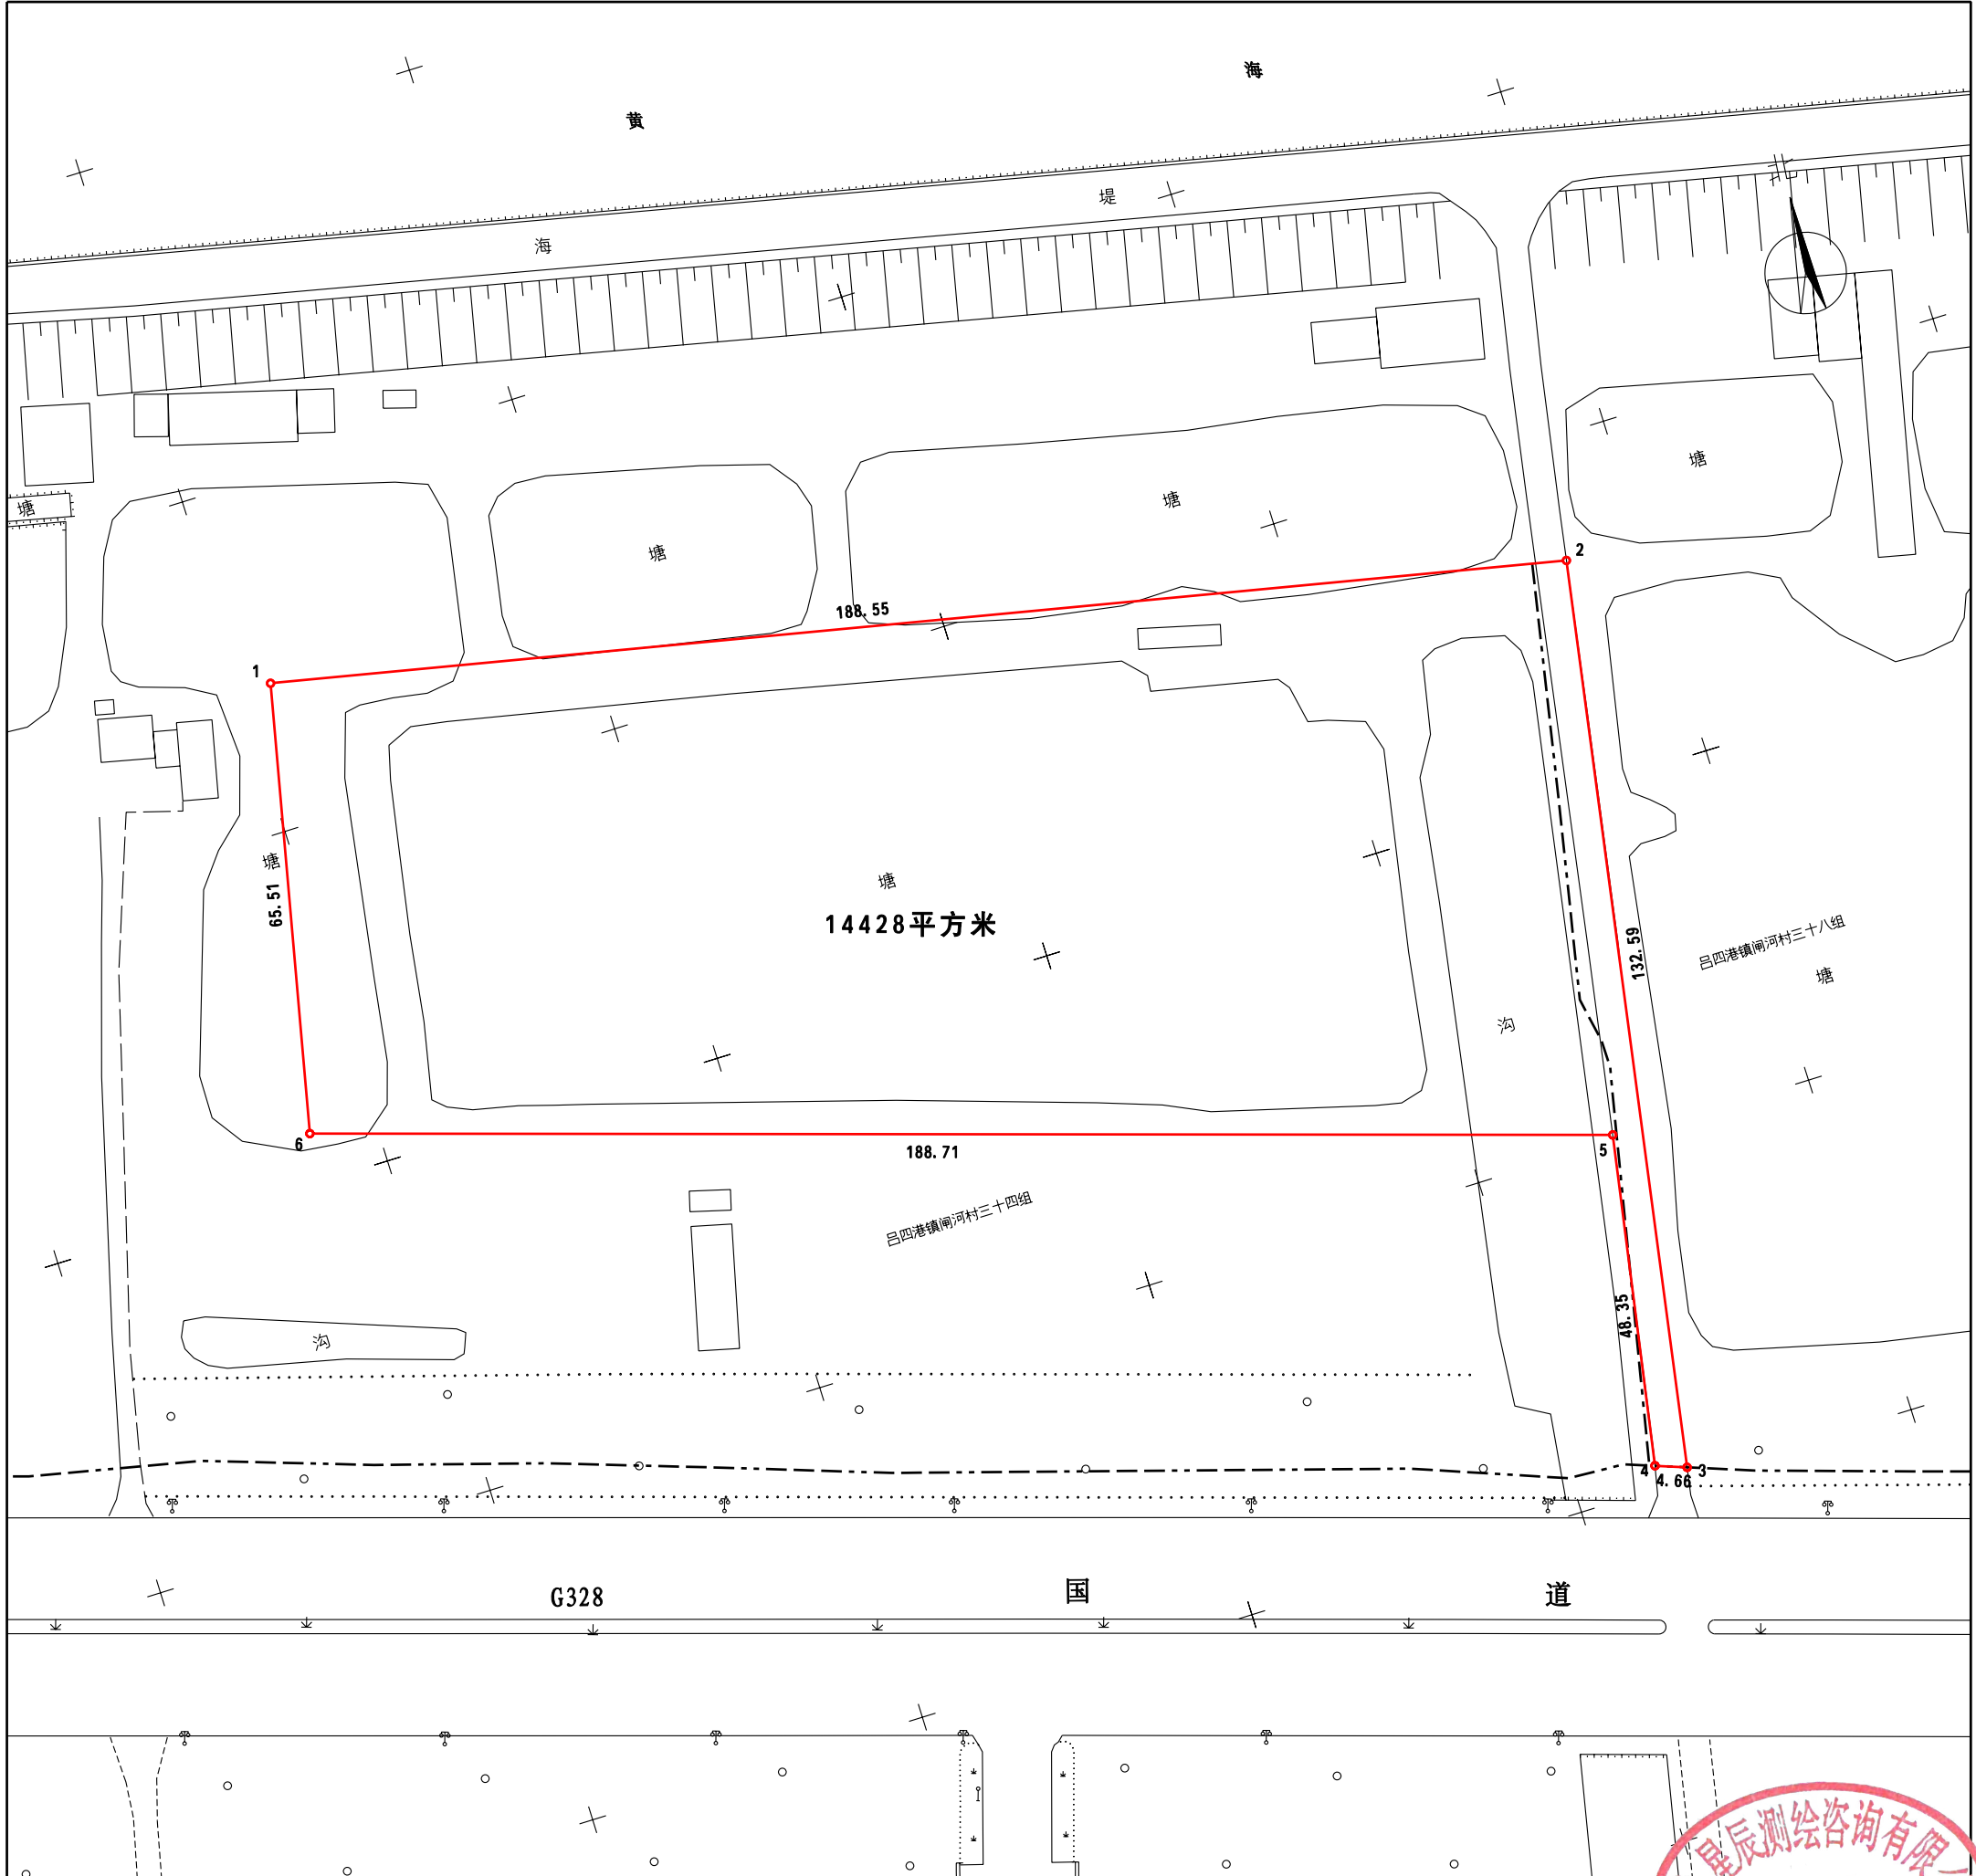 黄 海
海 堤
塘
塘
塘
塘
2
188.55
1
塘
65.51
塘
14428平方米
132.59
吕四港镇闸河村三十八组
塘
沟
6
188.71
5
吕四港镇闸河村三十四组
48.35
沟
4
4.66
3
G328 国 道
星辰测绘咨询有限